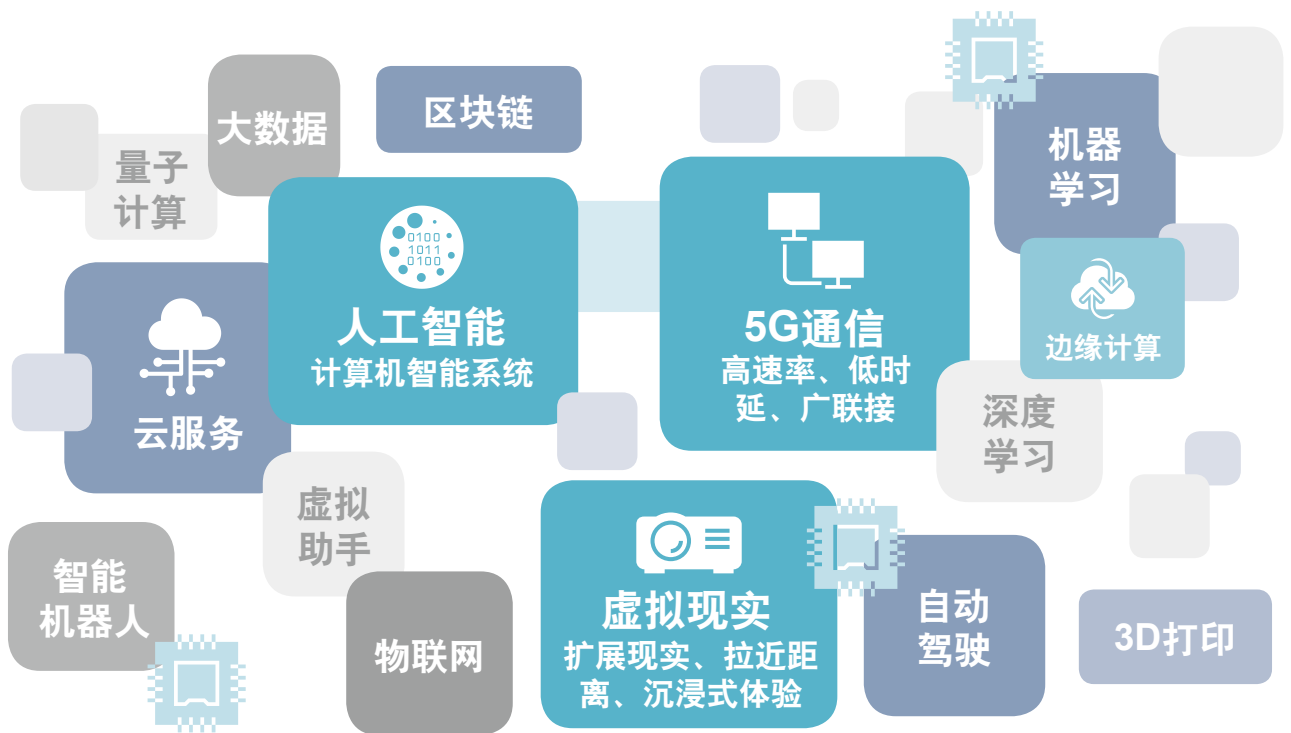 大数据
区块链
量子
计算
机器
学习
0100
1011
0100
人工智能
计算机智能系统
5G通信
高速率、低时
延、广联接
边缘计算
云服务
深度
学习
虚拟
助手
智能
机器人
物联网
虚拟现实
扩展现实、拉近距
离、沉浸式体验
自动
驾驶
3D打印